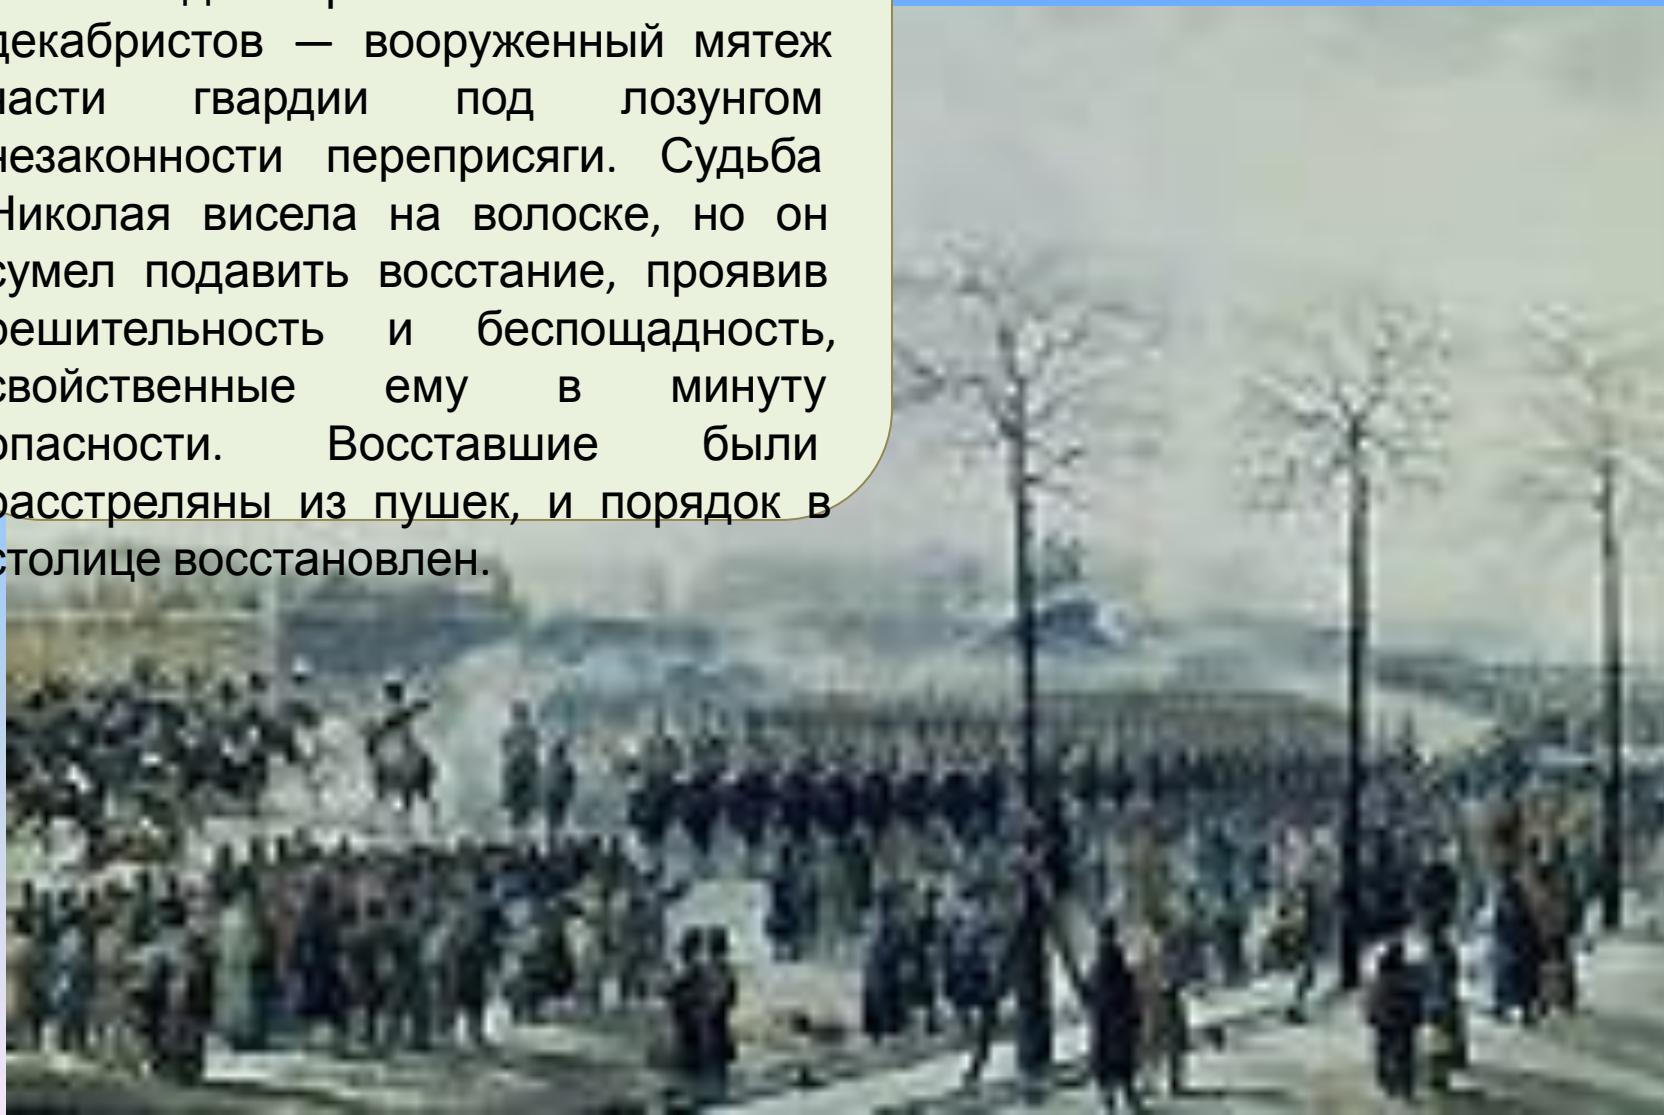 декабристов — вооруженный мятеж
части гвардии под лозунгом
незаконности переприсяги. Судьба
Николая висела на волоске, но он
сумел подавить восстание, проявив
решительность и беспощадность,
свойственные ему в минуту
опасности. Восставшие были
расстреляны из пушек, и порядок в
столице восстановлен.